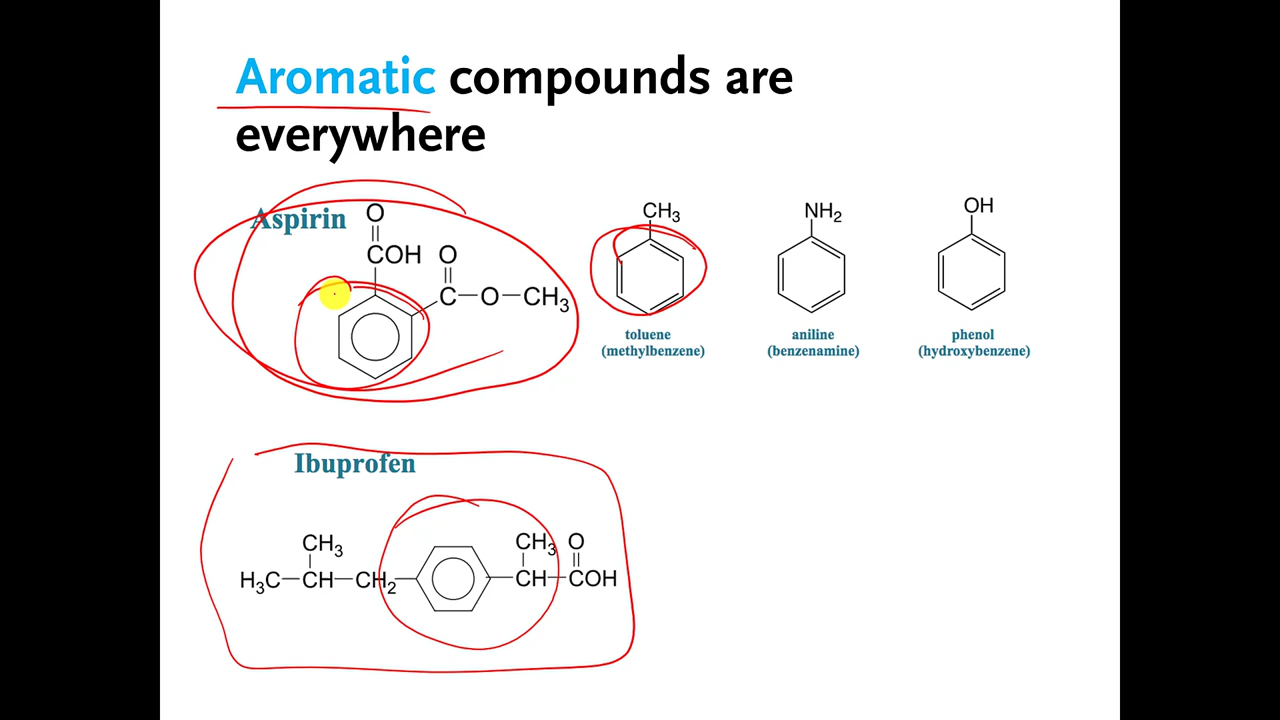 Aromatic compounds are
everywhere
Aspirin
O
COH
O
C—O—CH₃
CH₃
toluene
(methylbenzene)
NH₂
aniline
(benzenamine)
OH
phenol
(hydroxybenzene)
Ibuprofen
CH₃
CH₃ O
H₃C—CH—CH₂
CH—COH